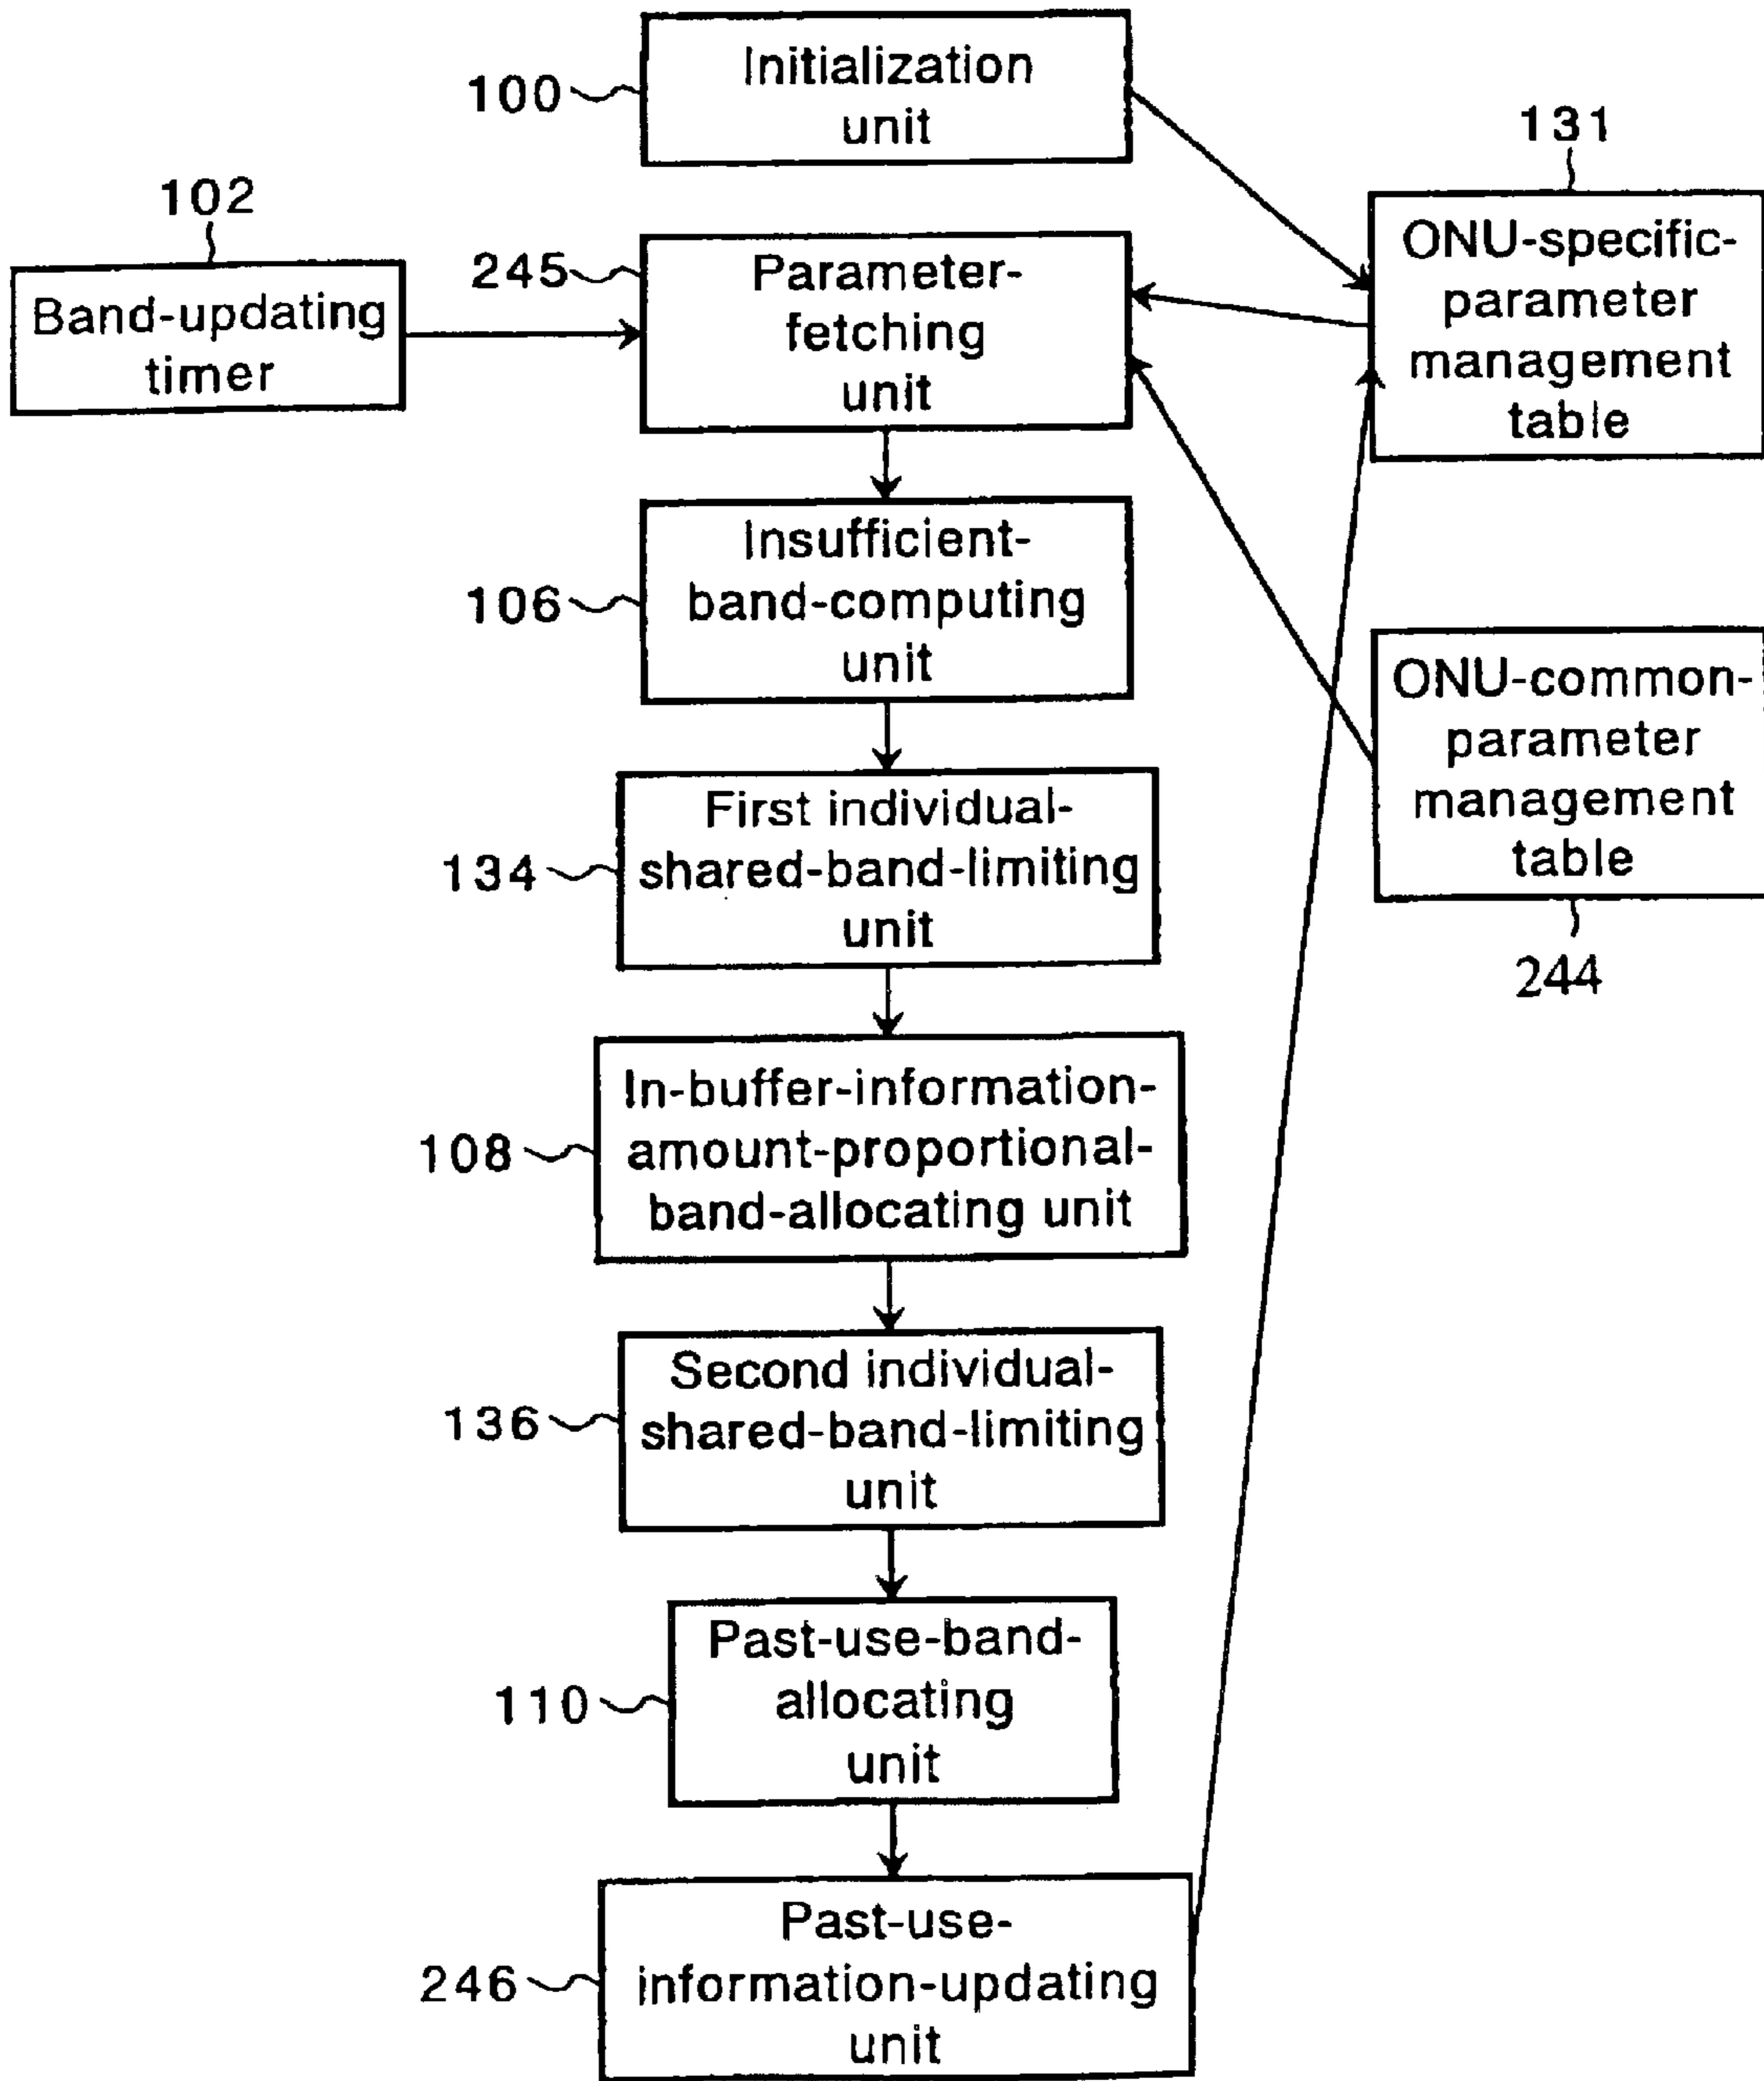 Initialization
unit
100
131
102
ONU-specific-
parameter
management
table
245
Parameter-
fetching
unit
Band-updating
timer
Insufficient-
band-computing
unit
106
ONU-common-
parameter
management
table
244
First individual-
shared-band-limiting
unit
134
In-buffer-information-
amount-proportional-
band-allocating unit
108
Second individual-
shared-band-limiting
unit
136
Past-use-band-
allocating
unit
110
Past-use-
information-updating
unit
246